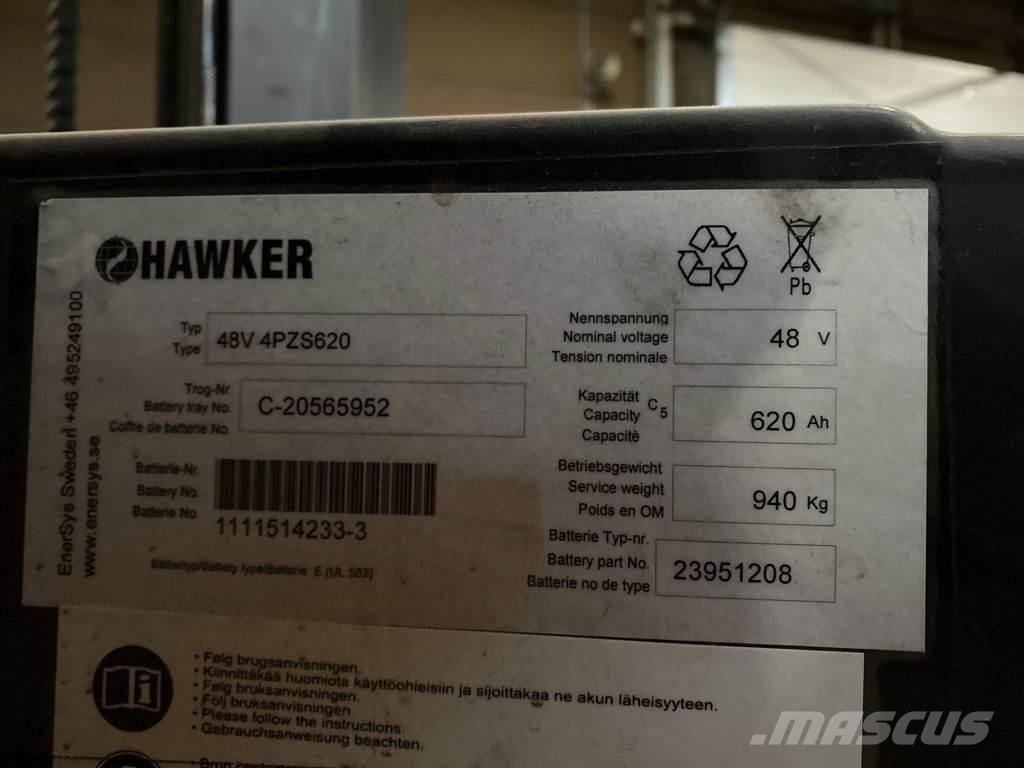 HAWKER
Pb
Typ
Type
48V 4PZS620
Trog-Nr.
Battery tray No.
Coffre de batterie No.
C-20565952
Batterie-Nr.
Battery No.
Batterie No.
1111514233-3
Batterityp/Battery type/Batterie E (UL 583)
Nennspannung
Nominal voltage
Tension nominale
48 V
Kapazität
Capacity
Capacitè
C5
620 Ah
Betriebsgewicht
Service weight
Poids en OM
940 Kg
Batterie Typ-nr.
Battery part No.
Batterie no de type
23951208
EnerSys Sweden +46 495249100
www.enersys.se
• Følg brugsanvisningen.
• Kiinnittäkää huomiota käyttöohjeisiin ja sijoittakaa ne akun läheisyyteen.
• Følg bruksanvisningen.
• Följ bruksanvisningen.
• Please follow the instructions.
• Gebrauchsanweisung beachten.
MASCUS